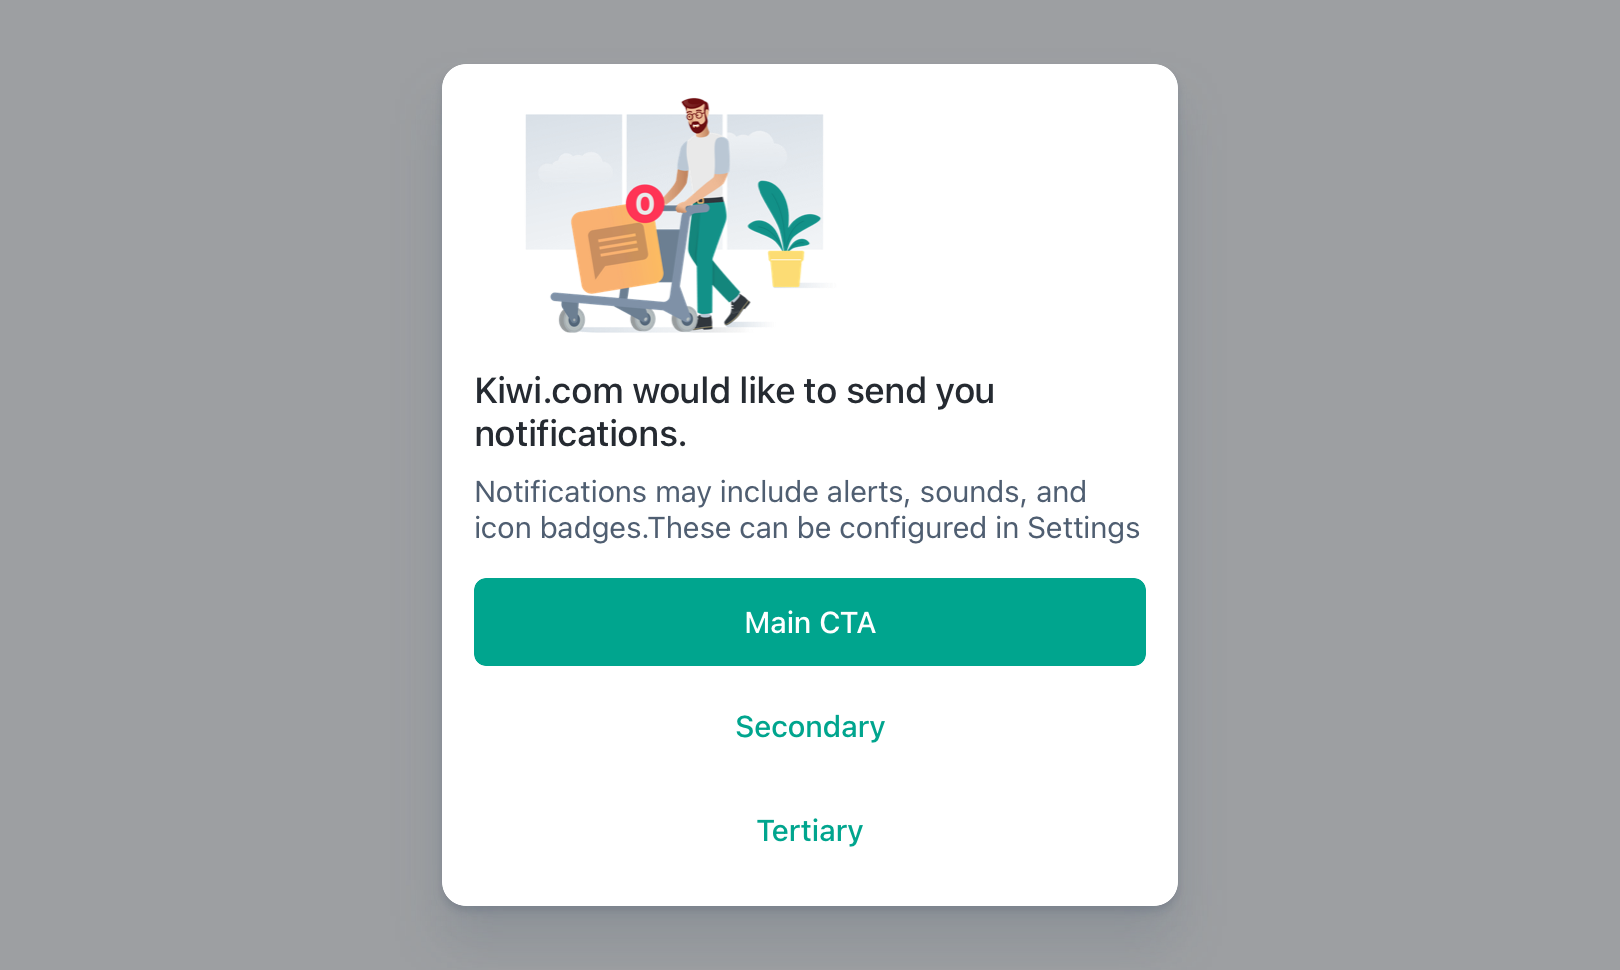 0
Kiwi.com would like to send you
notifications.
Notifications may include alerts, sounds, and
icon badges.These can be configured in Settings
Main CTA
Secondary
Tertiary